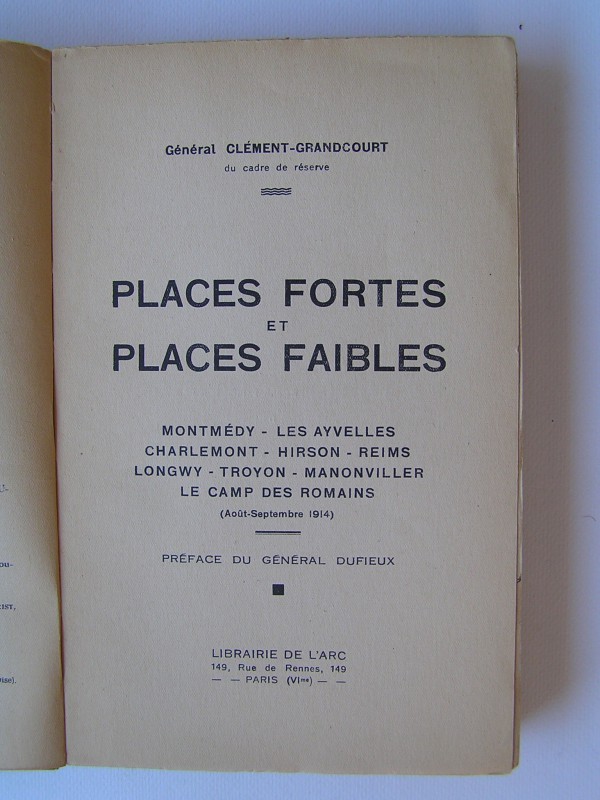 Général CLÉMENT-GRANDCOURT
du cadre de réserve
PLACES FORTES
ET
PLACES FAIBLES
MONTMÉDY - LES AYVELLES
CHARLEMONT - HIRSON - REIMS
LONGWY - TROYON - MANONVILLER
LE CAMP DES ROMAINS
(Août-Septembre 1914)
PRÉFACE DU GÉNÉRAL DUFIEUX
LIBRAIRIE DE L'ARC
149, Rue de Rennes, 149
— — PARIS (VIme) — —